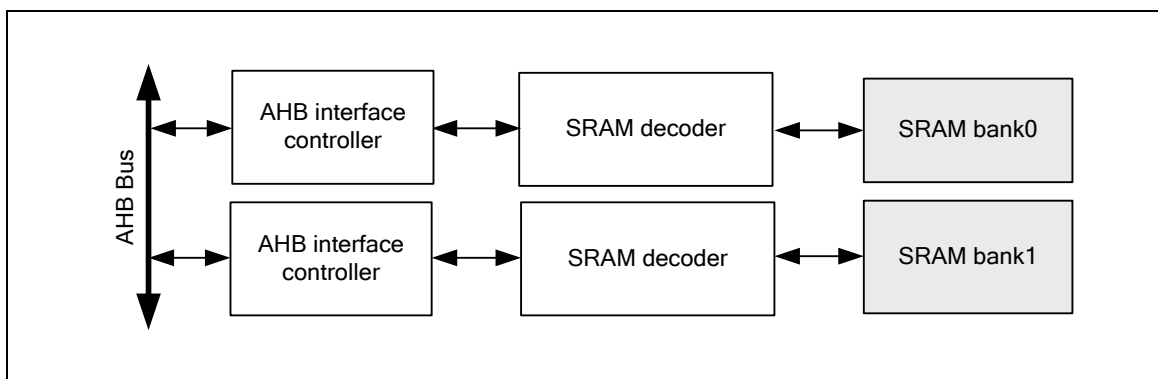 AHB Bus
AHB interface
controller
SRAM decoder
SRAM bank0
AHB interface
controller
SRAM decoder
SRAM bank1